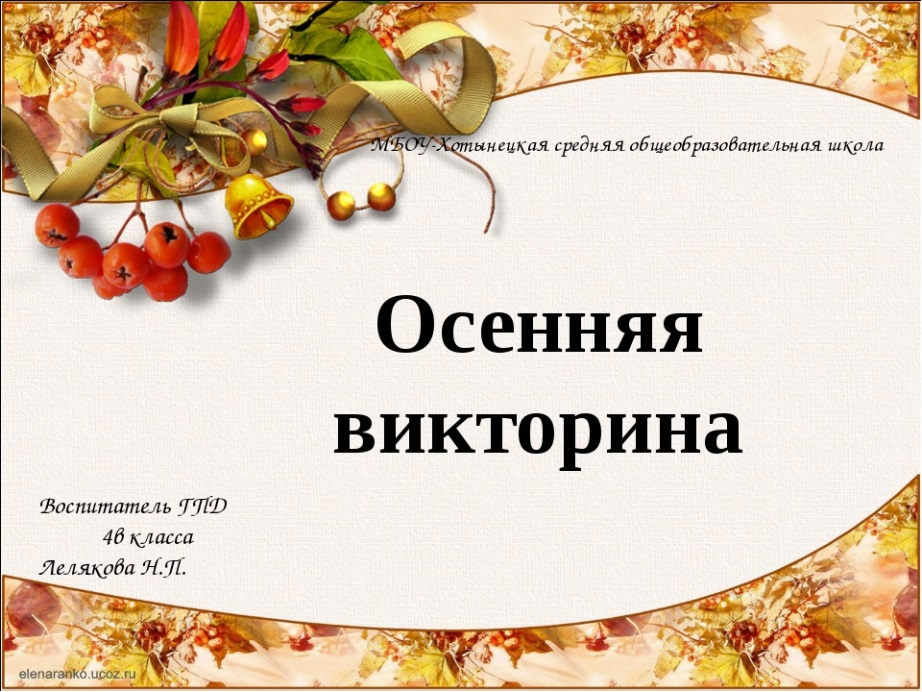 МБОУ-Хотынецкая средняя общеобразовательная школа
Осенняя
викторина
Воспитатель ГПД
4в класса
Лелякова Н.П.
elenaranko.ucoz.ru